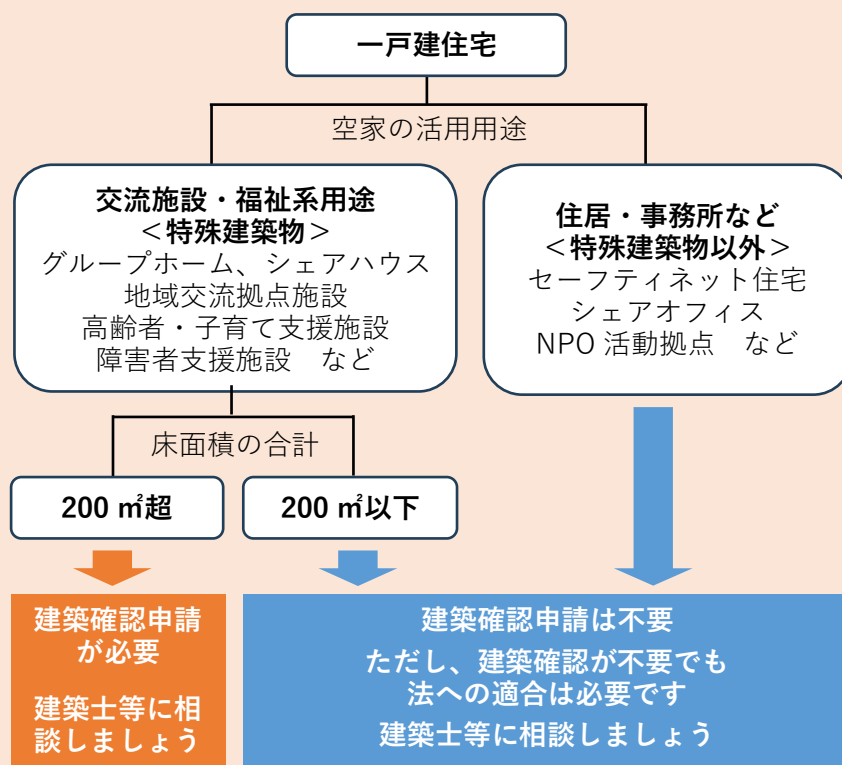 一戸建住宅
空家の活用用途
交流施設・福祉系用途
＜特殊建築物＞
グループホーム、シェアハウス
地域交流拠点施設
高齢者・子育て支援施設
障害者支援施設　など
住居・事務所など
＜特殊建築物以外＞
セーフティネット住宅
シェアオフィス
NPO 活動拠点　など
床面積の合計
200 ㎡超
200 ㎡以下
建築確認申請
が必要
建築士等に相
談しましょう
建築確認申請は不要
ただし、建築確認が不要でも
法への適合は必要です
建築士等に相談しましょう